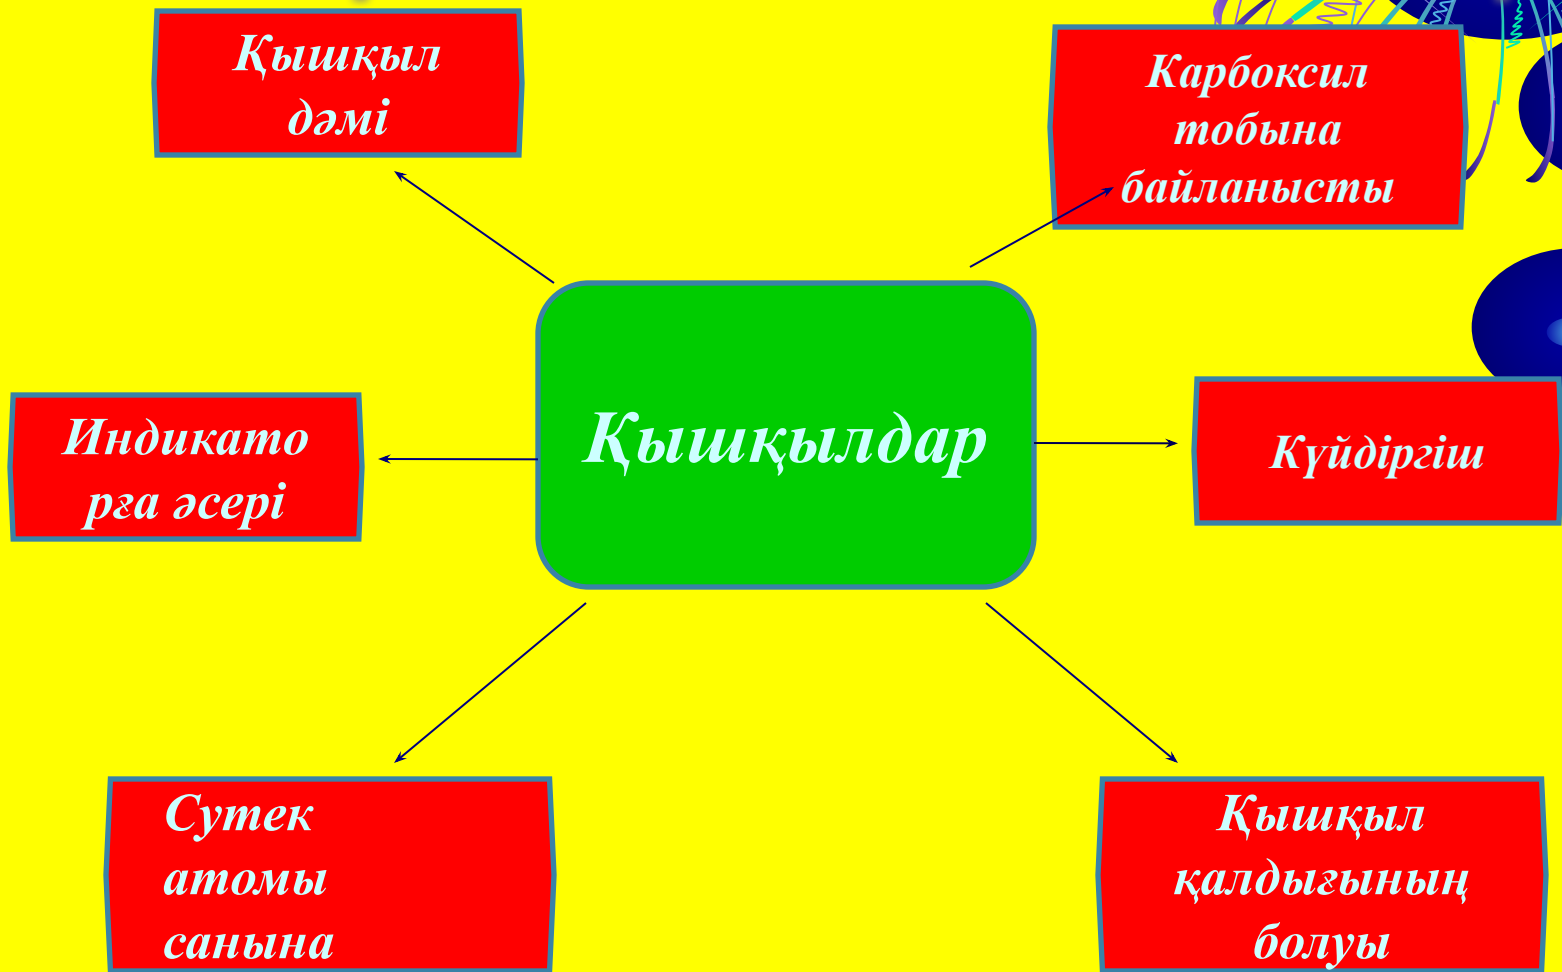 Қышқыл
дәмі
Карбоксил
тобына
байланысты
Қышқылдар
Индикато
рға әсері
Күйдіргіш
Сутек
атомы
санына
Қышқыл
қалдығының
болуы